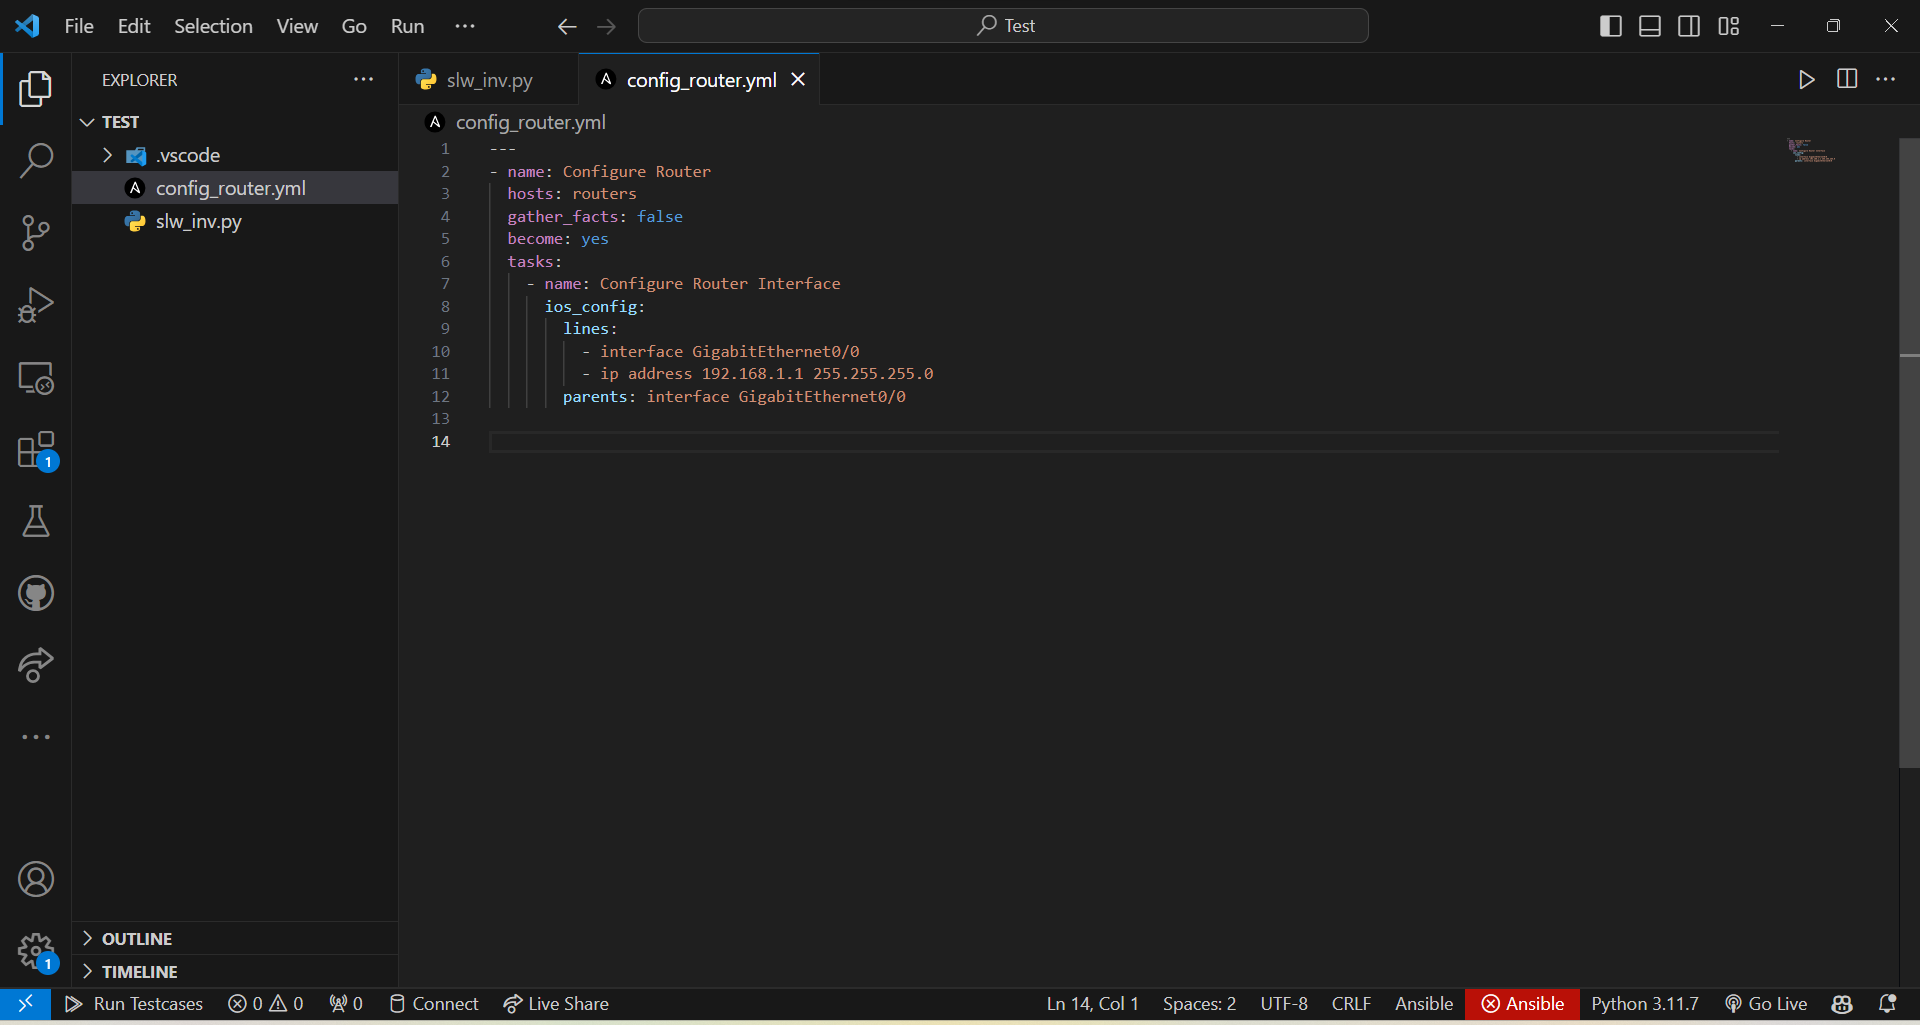 File Edit Selection View Go Run ···
Test
EXPLORER ···
TEST
.vscode
config_router.yml
slw_inv.py
OUTLINE
TIMELINE
slw_inv.py config_router.yml
config_router.yml
1 ---
2 - name: Configure Router
3 hosts: routers
4 gather_facts: false
5 become: yes
6 tasks:
7 - name: Configure Router Interface
8 ios_config:
9 lines:
10 - interface GigabitEthernet0/0
11 - ip address 192.168.1.1 255.255.255.0
12 parents: interface GigabitEthernet0/0
13
14
1
1
Run Testcases 0 0 0 Connect Live Share Ln 14, Col 1 Spaces: 2 UTF-8 CRLF Ansible Ansible Python 3.11.7 Go Live